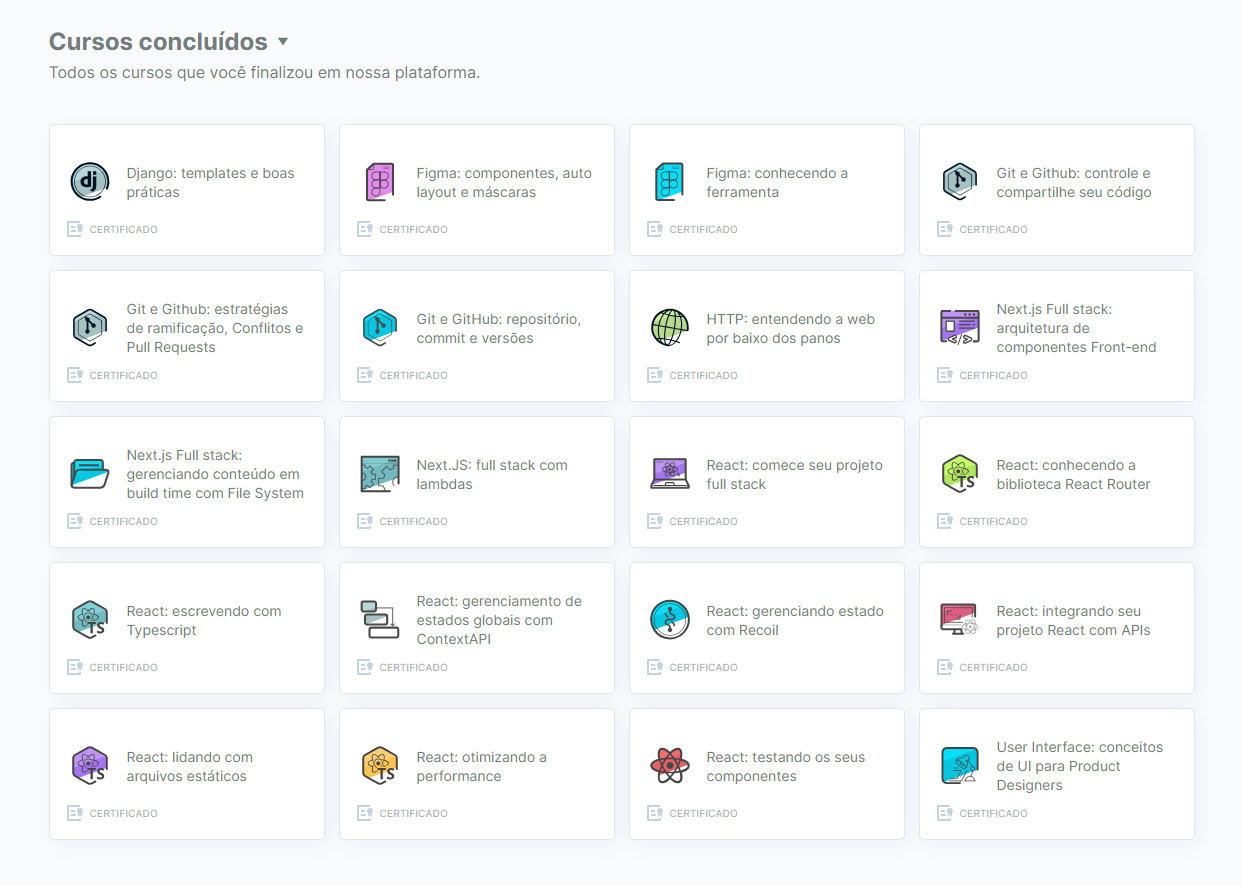 Cursos concluídos
Todos os cursos que você finalizou em nossa plataforma.
dj
Django: templates e boas
práticas
CERTIFICADO
Figma: componentes, auto
layout e máscaras
CERTIFICADO
Figma: conhecendo a
ferramenta
CERTIFICADO
Git e Github: controle e
compartilhe seu código
CERTIFICADO
Git e Github: estratégias
de ramificação, Conflitos e
Pull Requests
CERTIFICADO
Git e GitHub: repositório,
commit e versões
CERTIFICADO
HTTP: entendendo a web
por baixo dos panos
CERTIFICADO
</>
Next.js Full stack:
arquitetura de
componentes Front-end
CERTIFICADO
Next.js Full stack:
gerenciando conteúdo em
build time com File System
CERTIFICADO
Next.JS: full stack com
lambdas
CERTIFICADO
React: comece seu projeto
full stack
CERTIFICADO
TS
React: conhecendo a
biblioteca React Router
CERTIFICADO
TS
React: escrevendo com
Typescript
CERTIFICADO
React: gerenciamento de
estados globais com
ContextAPI
CERTIFICADO
React: gerenciando estado
com Recoil
CERTIFICADO
React: integrando seu
projeto React com APIs
CERTIFICADO
TS
React: lidando com
arquivos estáticos
CERTIFICADO
TS
React: otimizando a
performance
CERTIFICADO
React: testando os seus
componentes
CERTIFICADO
User Interface: conceitos
de UI para Product
Designers
CERTIFICADO